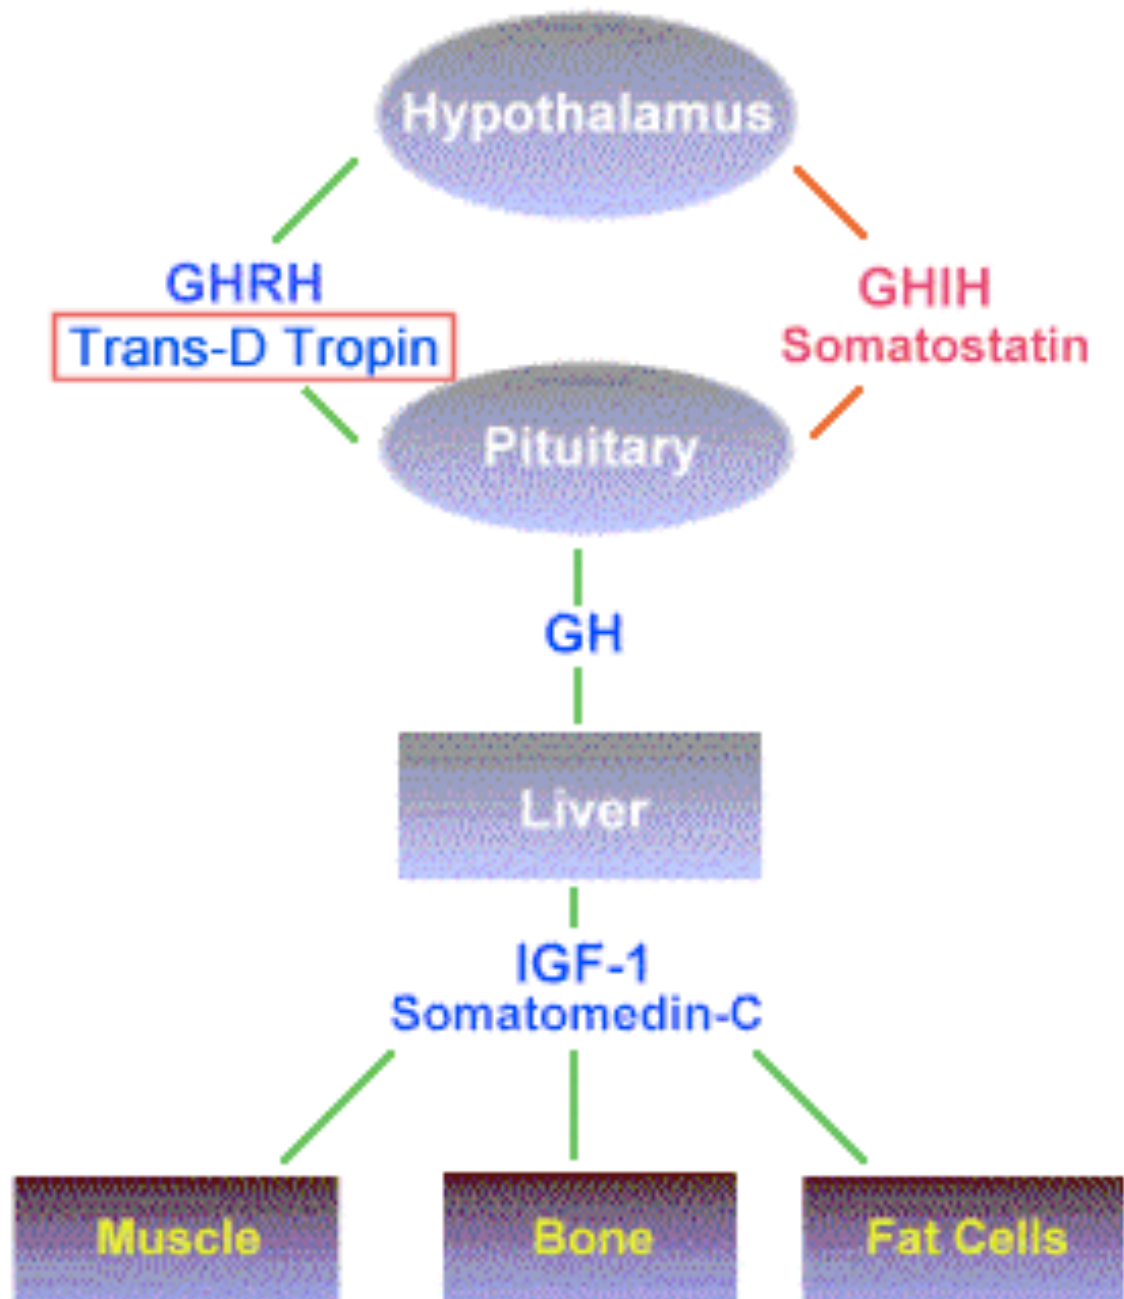 Hypothalamus
GHRH
Trans-D Tropin
GHIH
Somatostatin
Pituitary
GH
Liver
IGF-1
Somatomedin-C
Muscle
Bone
Fat Cells